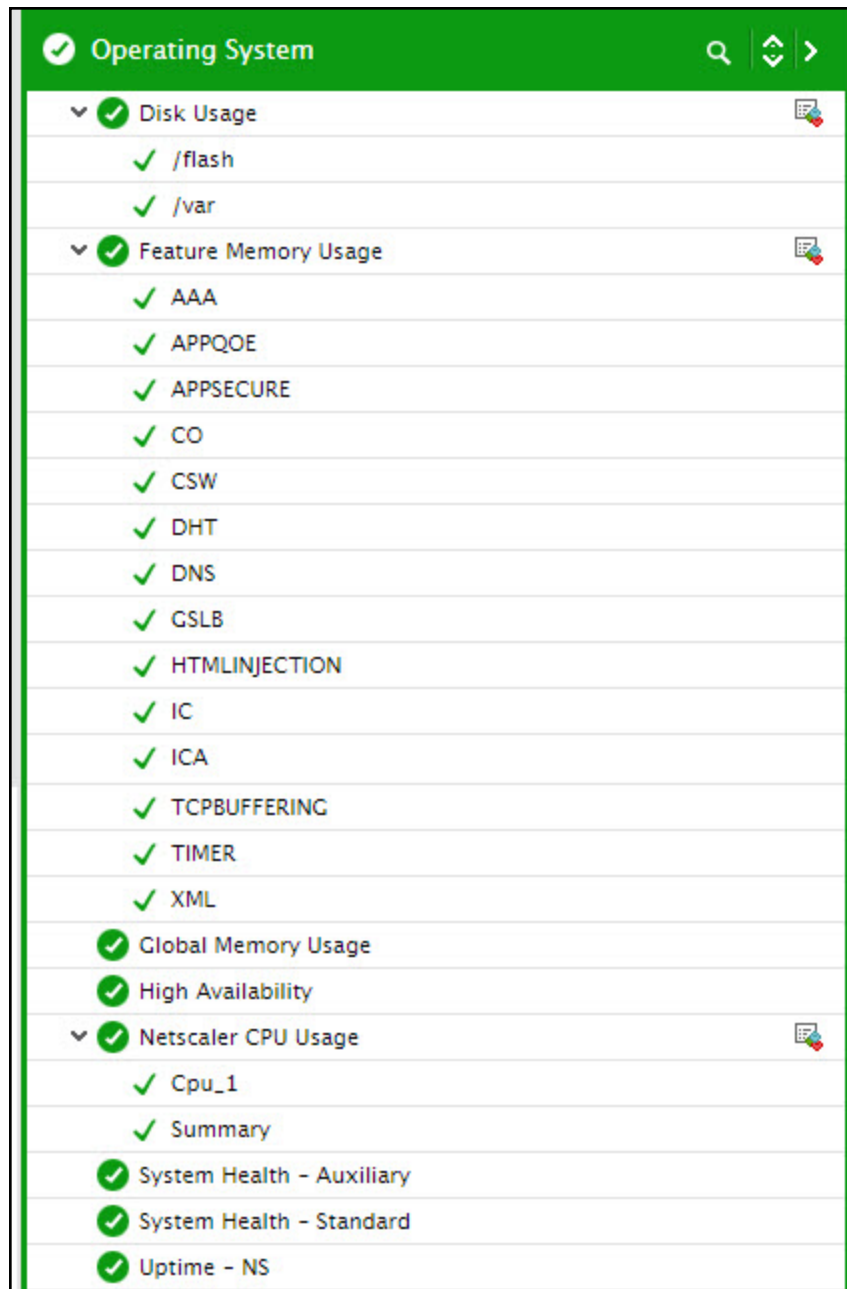 Operating System
Disk Usage
/flash
/var
Feature Memory Usage
AAA
APPQOE
APPSECURE
CO
CSW
DHT
DNS
GSLB
HTMLINJECTION
IC
ICA
TCPBUFFERING
TIMER
XML
Global Memory Usage
High Availability
Netscaler CPU Usage
Cpu_1
Summary
System Health - Auxiliary
System Health - Standard
Uptime - NS